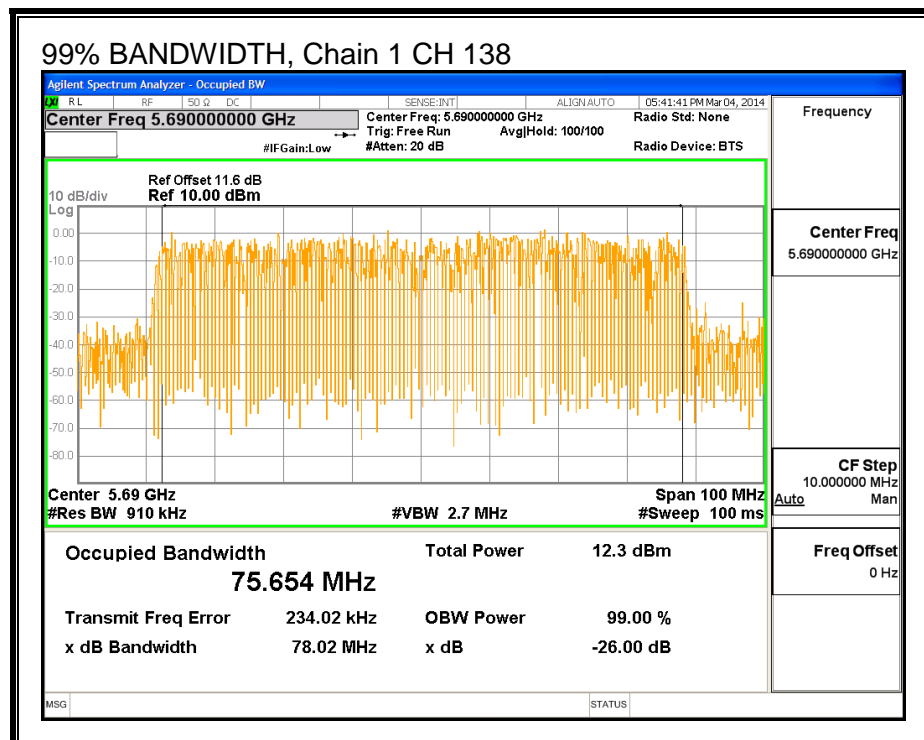 99% BANDWIDTH, Chain 1 CH 138
Agilent Spectrum Analyzer - Occupied BW
LXI RL RF 50 Ω DC SENSE:INT ALIGN AUTO 05:41:41 PM Mar 04, 2014
Center Freq 5.690000000 GHz
Center Freq: 5.690000000 GHz Radio Std: None
Trig: Free Run Avg|Hold: 100/100
#IFGain:Low #Atten: 20 dB Radio Device: BTS
Ref Offset 11.6 dB
10 dB/div Ref 10.00 dBm
Log
0.00
-10.0
-20.0
-30.0
-40.0
-50.0
-60.0
-70.0
-80.0
Center 5.69 GHz Span 100 MHz
#Res BW 910 kHz #VBW 2.7 MHz #Sweep 100 ms
Occupied Bandwidth Total Power 12.3 dBm
75.654 MHz
Transmit Freq Error 234.02 kHz OBW Power 99.00 %
x dB Bandwidth 78.02 MHz x dB -26.00 dB
MSG STATUS
Frequency
Center Freq
5.690000000 GHz
CF Step
10.000000 MHz
Auto Man
Freq Offset
0 Hz